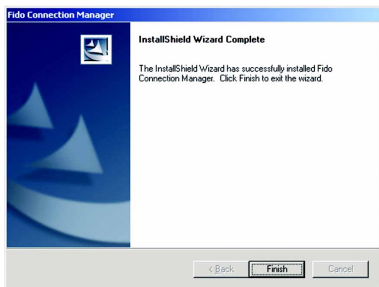 Fido Connection Manager
InstallShield Wizard Complete
The InstallShield Wizard has successfully installed Fido
Connection Manager. Click Finish to exit the wizard.
< Back
Finish
Cancel